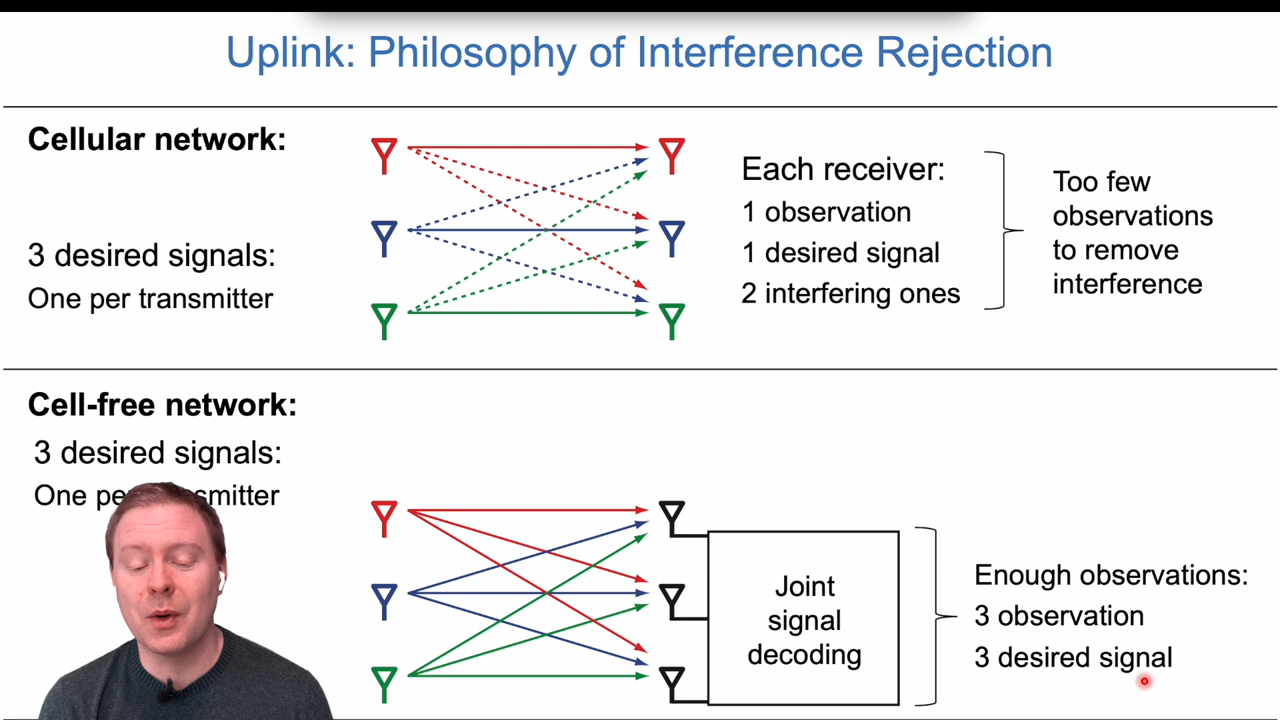 Uplink: Philosophy of Interference Rejection
Cellular network:
3 desired signals:
One per transmitter
Each receiver:
1 observation
1 desired signal
2 interfering ones
Too few
observations
to remove
interference
Cell-free network:
3 desired signals:
One pe smitter
Joint
signal
decoding
Enough observations:
3 observation
3 desired signal